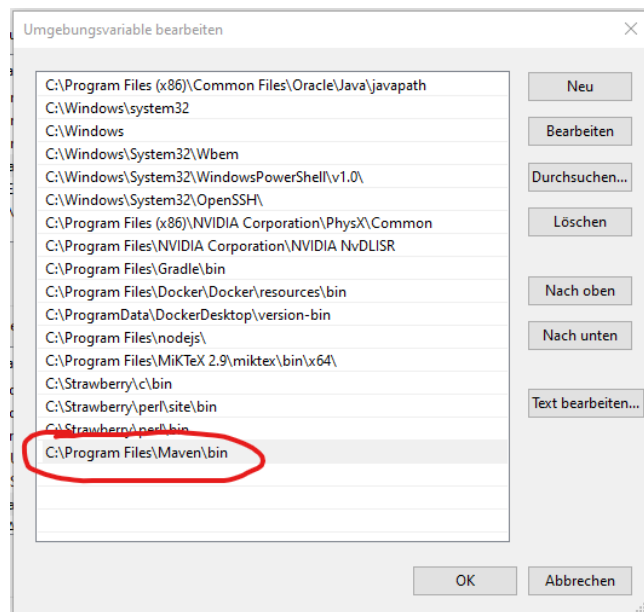 Umgebungsvariable bearbeiten
C:\Program Files (x86)\Common Files\Oracle\Java\javapath
C:\Windows\system32
C:\Windows
C:\Windows\System32\Wbem
C:\Windows\System32\WindowsPowerShell\v1.0\
C:\Windows\System32\OpenSSH\
C:\Program Files (x86)\NVIDIA Corporation\PhysX\Common
C:\Program Files\NVIDIA Corporation\NVIDIA NvDLISR
C:\Program Files\Gradle\bin
C:\Program Files\Docker\Docker\resources\bin
C:\ProgramData\DockerDesktop\version-bin
C:\Program Files\nodejs\
C:\Program Files\MiKTeX 2.9\miktex\bin\x64\
C:\Strawberry\c\bin
C:\Strawberry\perl\site\bin
C:\Strawberry\perl\bin
C:\Program Files\Maven\bin
Neu
Bearbeiten
Durchsuchen...
Löschen
Nach oben
Nach unten
Text bearbeiten...
OK
Abbrechen